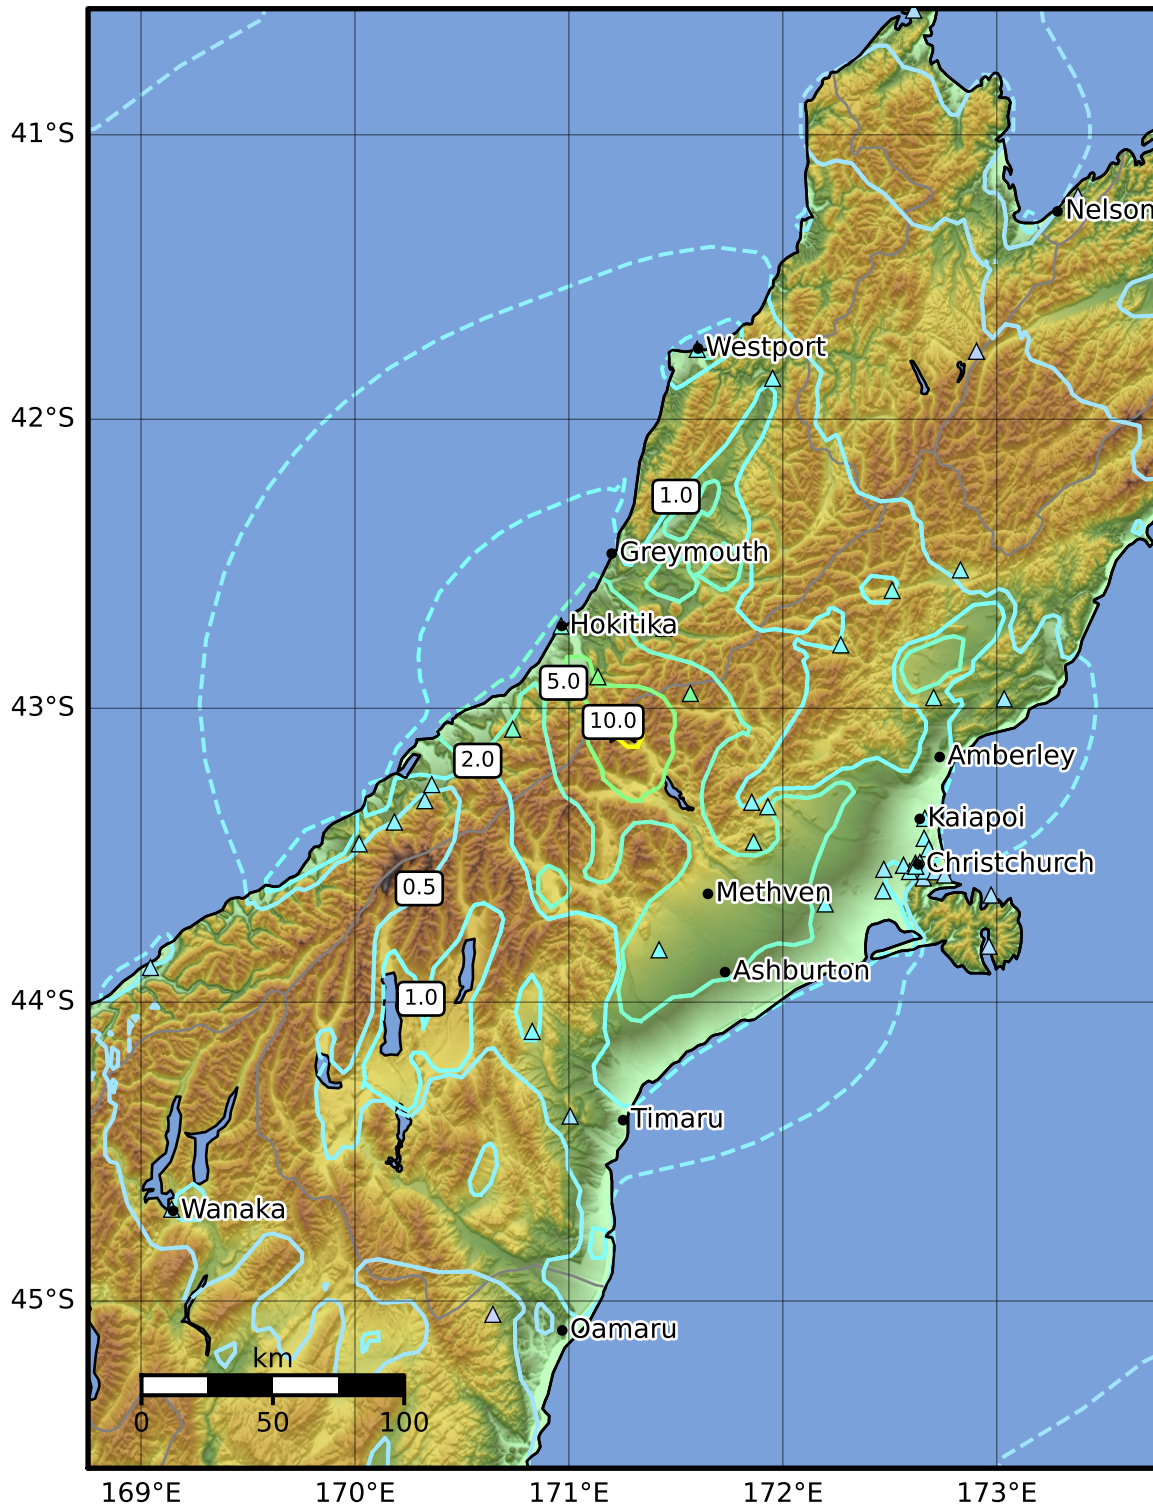 41°S
Nelson
Westport
42°S
1.0
Greymouth
Hokitika
5.0
43°S
10.0
2.0
Amberley
Kaiapoi
Christchurch
0.5
Methven
Ashburton
44°S
1.0
Timaru
Wanaka
45°S
Oamaru
km
0 50 100
169°E 170°E 171°E 172°E 173°E